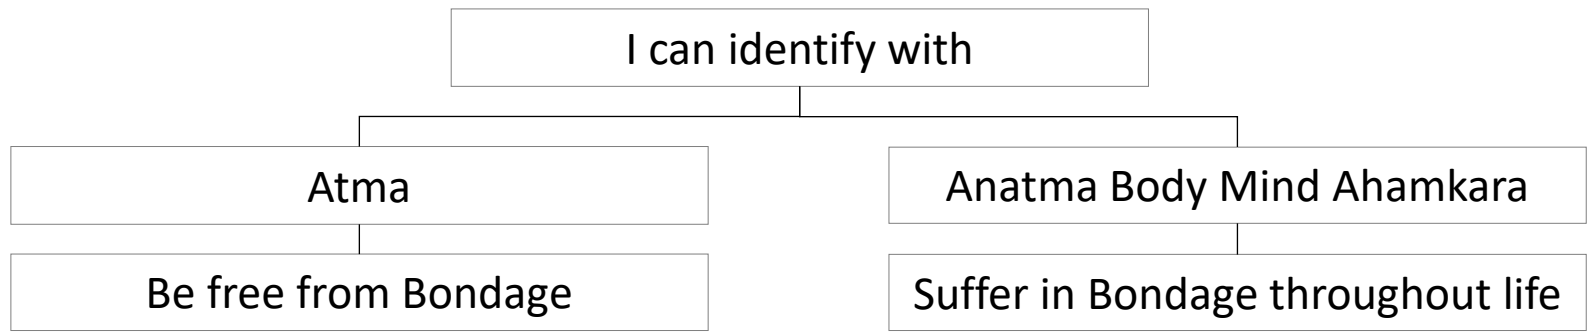 I can identify with
Atma
Anatma Body Mind Ahamkara
Be free from Bondage
Suffer in Bondage throughout life